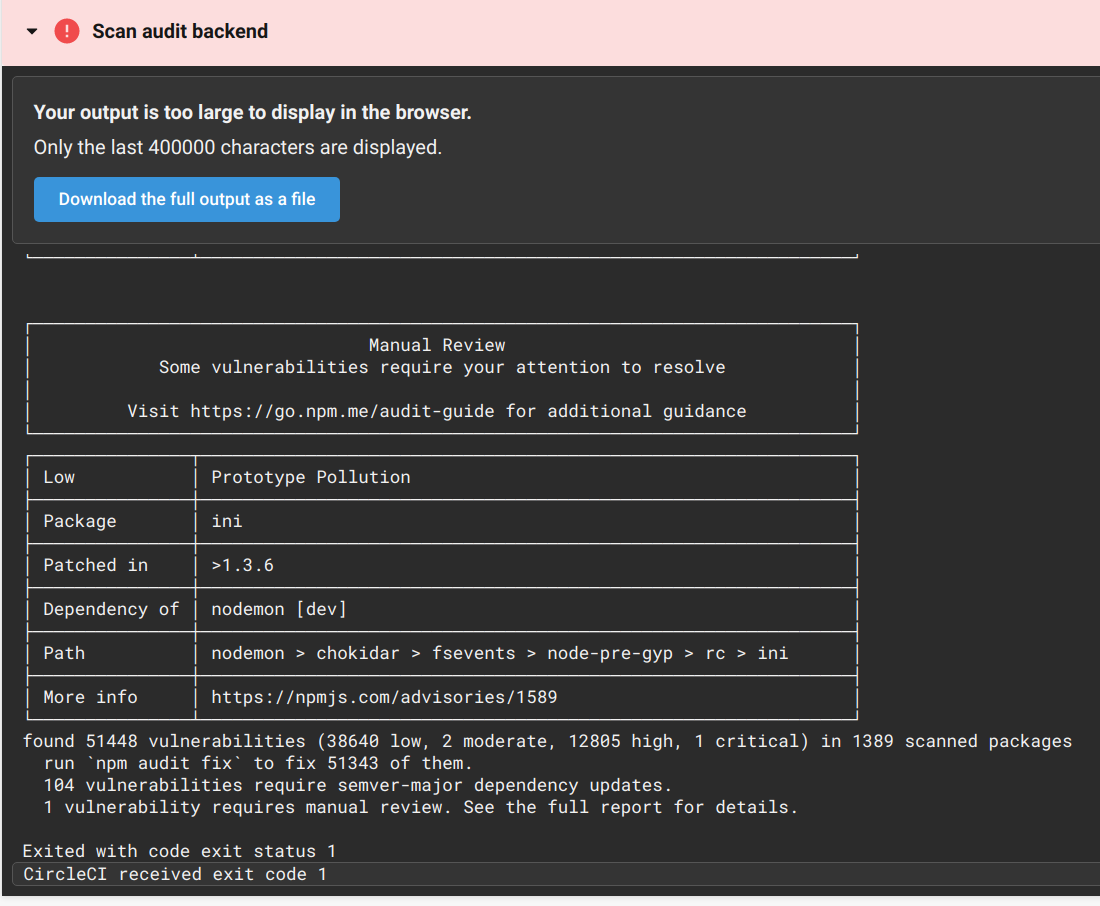 Scan audit backend
Your output is too large to display in the browser.
Only the last 400000 characters are displayed.
Download the full output as a file
Manual Review
Some vulnerabilities require your attention to resolve
Visit https://go.npm.me/audit-guide for additional guidance
Low Prototype Pollution
Package ini
Patched in >1.3.6
Dependency of nodemon [dev]
Path nodemon > chokidar > fsevents > node-pre-gyp > rc > ini
More info https://npmjs.com/advisories/1589
found 51448 vulnerabilities (38640 low, 2 moderate, 12805 high, 1 critical) in 1389 scanned packages
run `npm audit fix` to fix 51343 of them.
104 vulnerabilities require semver-major dependency updates.
1 vulnerability requires manual review. See the full report for details.
Exited with code exit status 1
CircleCI received exit code 1